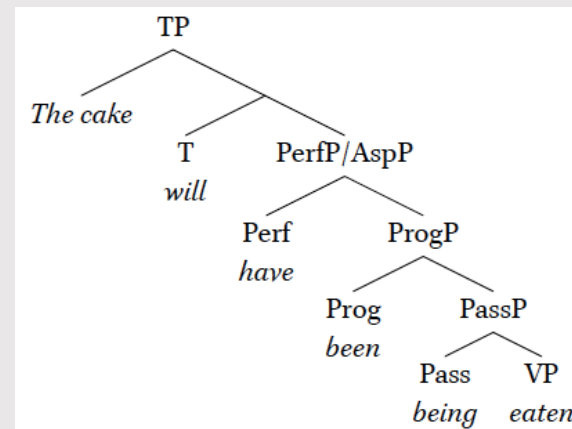 TP
The cake
T PerfP/AspP
will
Perf ProgP
have
Prog PassP
been
Pass VP
being eaten